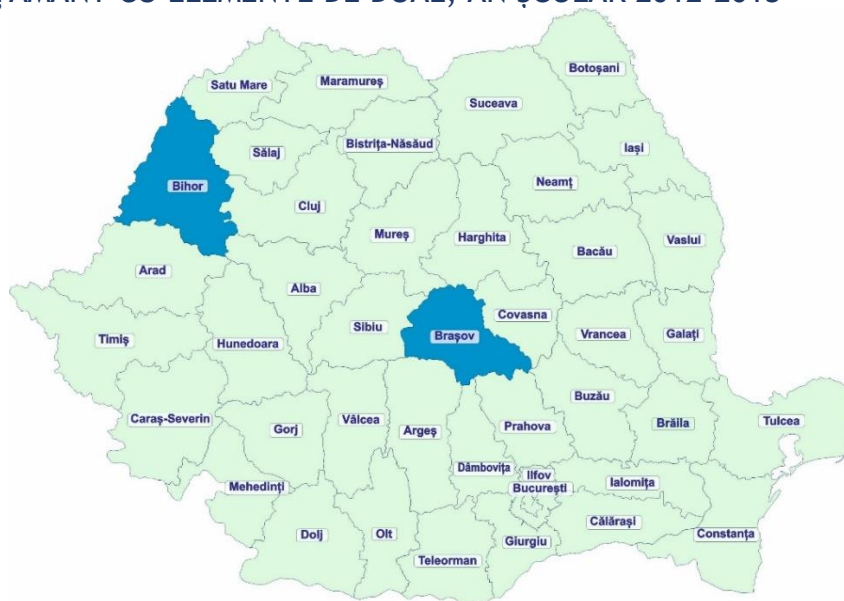 CU ELEMENTE DE DUAL, AN ȘCOLAR 2012-2013
Botoșani
Satu Mare
Maramureș
Suceava
Bistrița-Năsăud
Sălaj
Iași
Neamț
Bihor
Cluj
Mureș
Harghita
Bacău
Vaslui
Arad
Alba
Covasna
Sibiu
Brașov
Vrancea
Galați
Timiș
Hunedoara
Buzău
Caraș-Severin
Vâlcea
Gorj
Argeș
Prahova
Brăila
Tulcea
Dâmbovița
Ilfov
Ialomița
București
Mehedinți
Călărași
Dolj
Olt
Giurgiu
Constanța
Teleorman